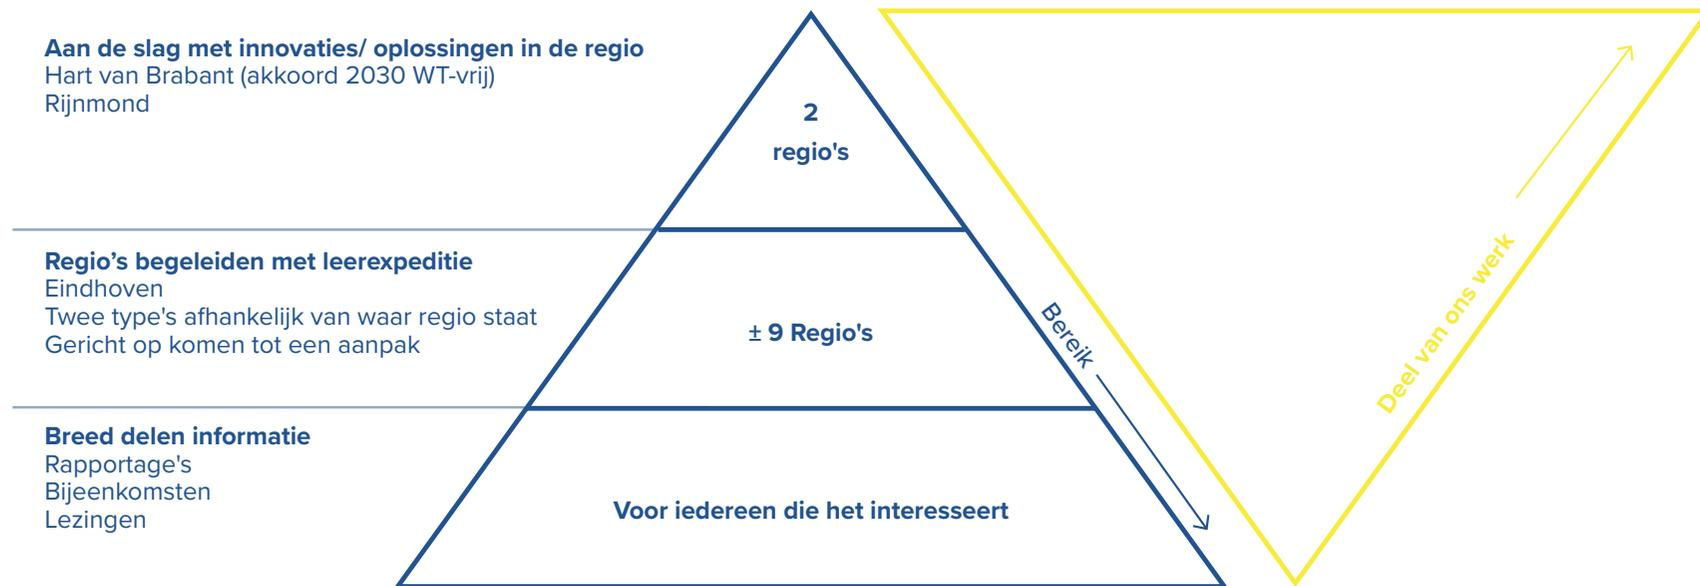 Aan de slag met innovaties/ oplossingen in de regio
Hart van Brabant (akkoord 2030 WT-vrij)
Rijnmond
2
regio's
Regio’s begeleiden met leerexpeditie
Eindhoven
Twee type's afhankelijk van waar regio staat
Gericht op komen tot een aanpak
± 9 Regio's
Bereik
Deel van ons werk
Breed delen informatie
Rapportage's
Bijeenkomsten
Lezingen
Voor iedereen die het interesseert